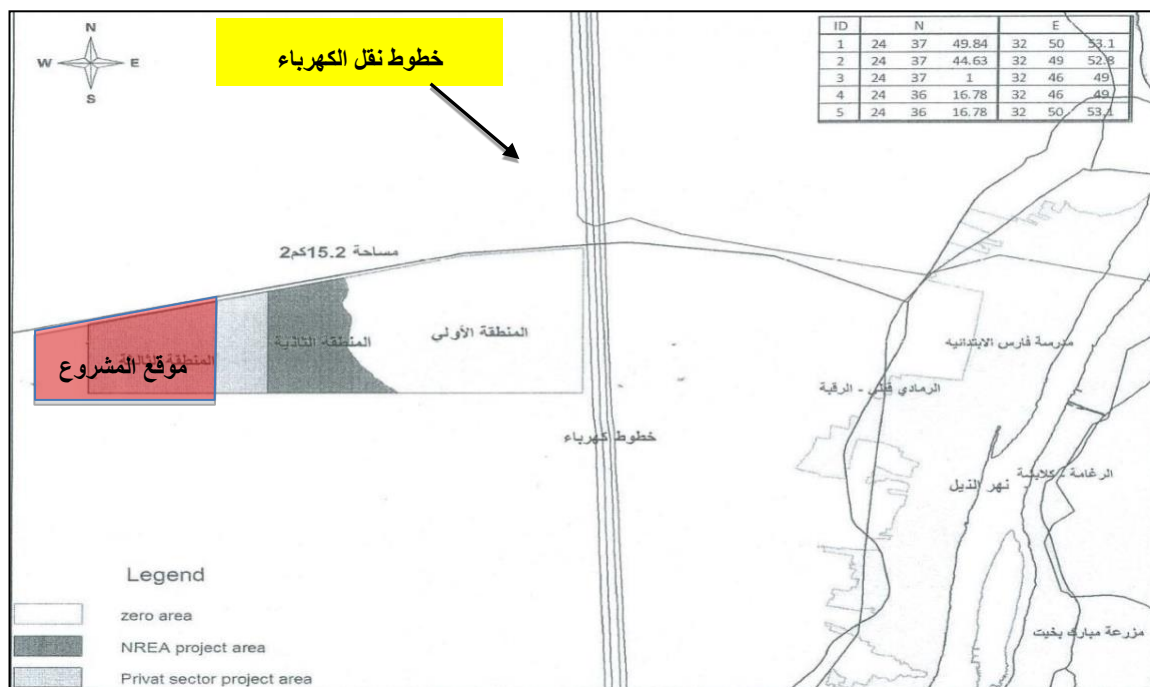 N
W E
S
خطوط نقل الكهرباء
ID N E
1 24 37 49.84 32 50 53.1
2 24 37 44.63 32 49 52.8
3 24 37 1 32 46 49
4 24 36 16.78 32 46 49
5 24 36 16.78 32 50 53.1
مساحة 15.2كم2
المنطقة الأولي
المنطقة الثانية
المنطقة الثالثة
موقع المشروع
مدرسة فارس الابتدائيه
الرمادي قبلي - الرقبة
خطوط كهرباء
الرغامة - كلابشة
نهر النيل
مزرعة مبارك بخيت
Legend
zero area
NREA project area
Privat sector project area